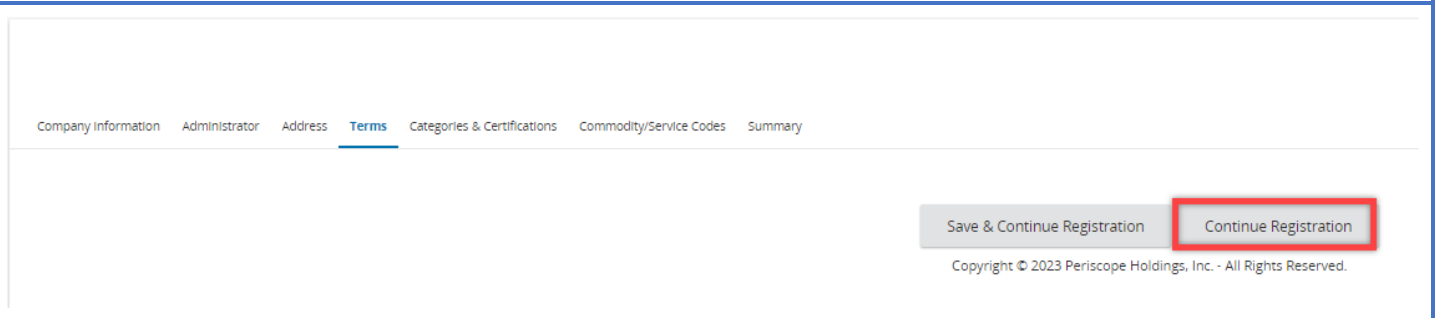 Company Information Administrator Address Terms Categories & Certifications Commodity/Service Codes Summary
Save & Continue Registration Continue Registration
Copyright © 2023 Periscope Holdings, Inc. - All Rights Reserved.